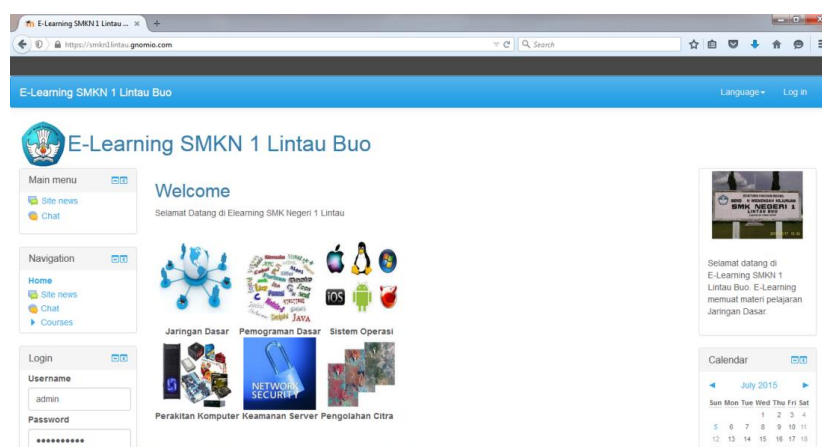 E-Learning SMKN 1 Lintau ...
https://smkn1lintau.gnomio.com
Search
E-Learning SMKN 1 Lintau Buo
Language
Log in
E-Learning SMKN 1 Lintau Buo
Main menu
Site news
Chat
Navigation
Home
Site news
Chat
Courses
Login
Username
admin
Password
Welcome
Selamat Datang di Elearning SMK Negeri 1 Lintau
iOS
Delphi JAVA
Jaringan Dasar Pemograman Dasar Sistem Operasi
NETWORK
SECURITY
Perakitan Komputer Keamanan Server Pengolahan Citra
SMK NEGERI 1
LINTAU BUO
Selamat datang di
E-Learning SMKN 1
Lintau Buo. E-Learning
memuat materi pelajaran
Jaringan Dasar.
Calendar
July 2015
Sun Mon Tue Wed Thu Fri Sat
1 2 3 4
5 6 7 8 9 10 11
12 13 14 15 16 17 18